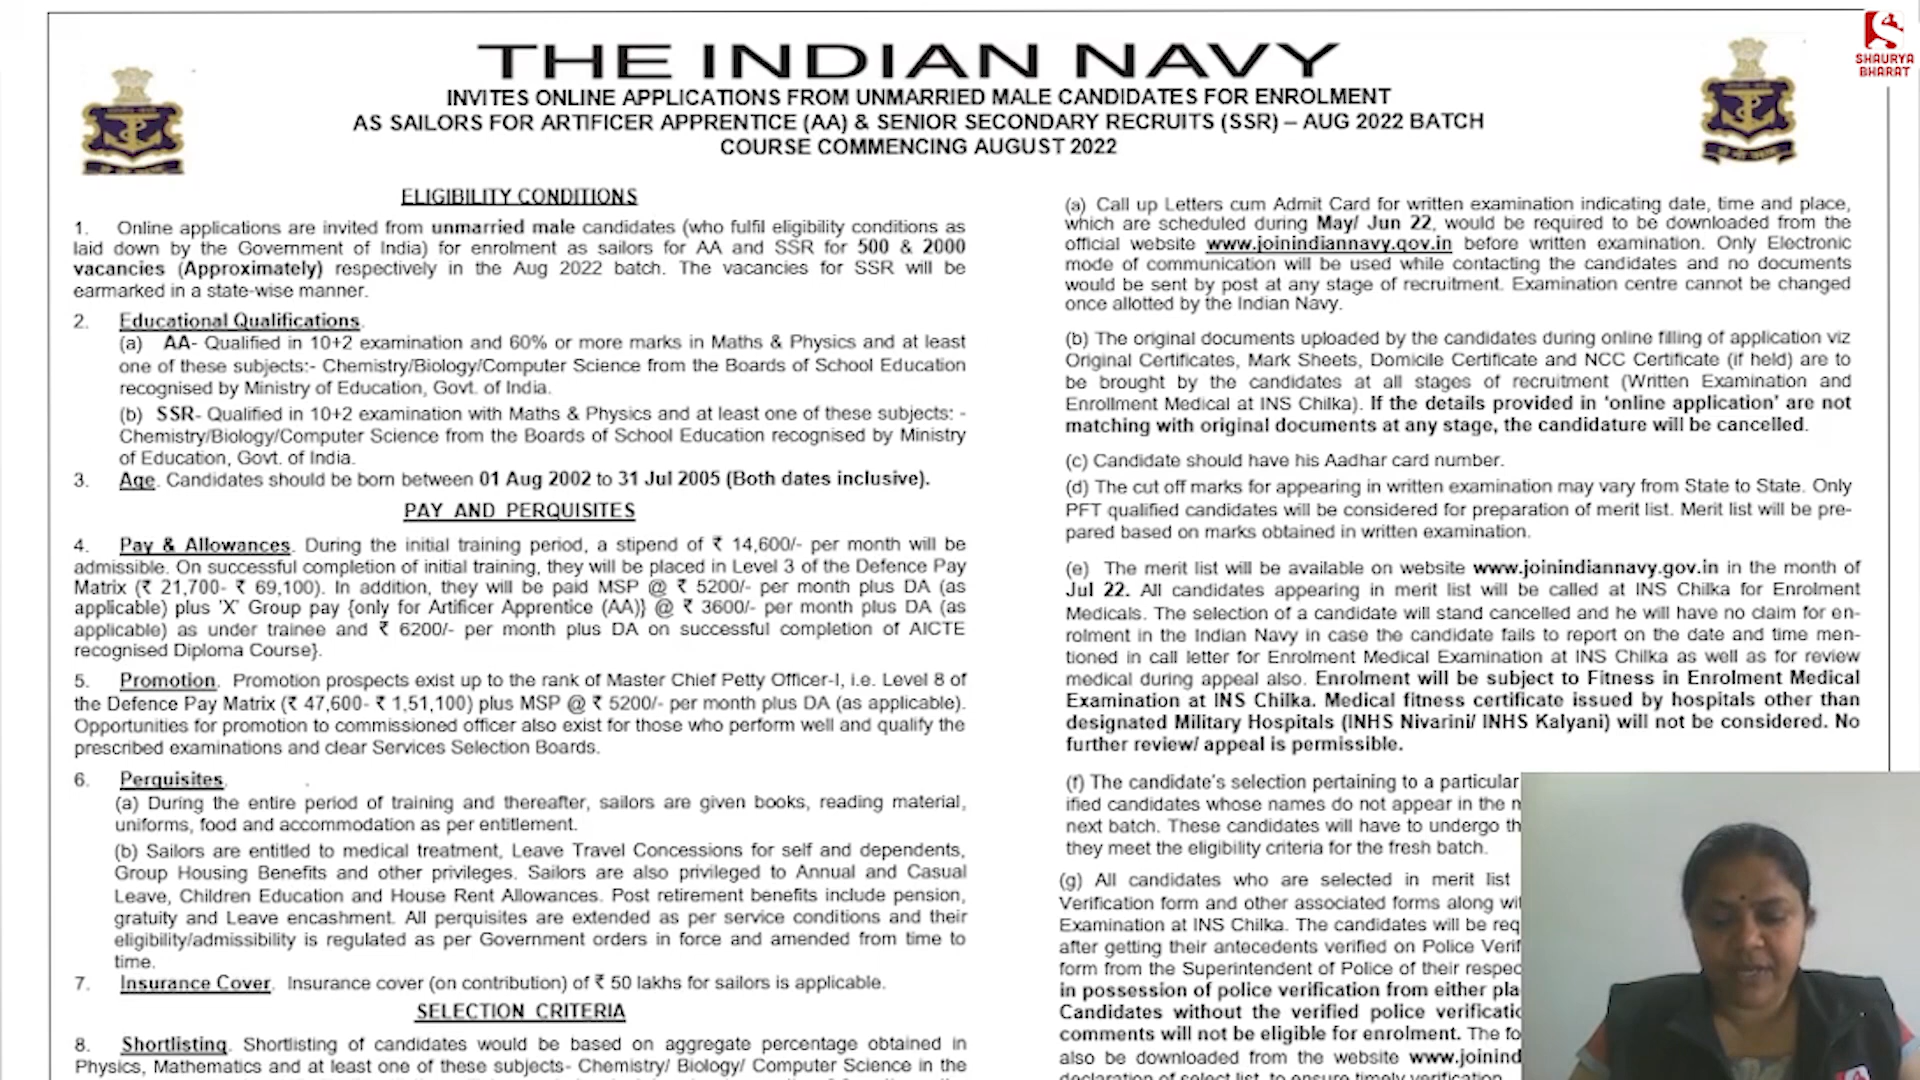 THE INDIAN NAVY
INVITES ONLINE APPLICATIONS FROM UNMARRIED MALE CANDIDATES FOR ENROLMENT
AS SAILORS FOR ARTIFICER APPRENTICE (AA) & SENIOR SECONDARY RECRUITS (SSR) – AUG 2022 BATCH
COURSE COMMENCING AUGUST 2022
SHAURYA
BHARAT
ELIGIBILITY CONDITIONS
1. Online applications are invited from unmarried male candidates (who fulfil eligibility conditions as
laid down by the Government of India) for enrolment as sailors for AA and SSR for 500 & 2000
vacancies (Approximately) respectively in the Aug 2022 batch. The vacancies for SSR will be
earmarked in a state-wise manner.
2. Educational Qualifications.
(a) AA- Qualified in 10+2 examination and 60% or more marks in Maths & Physics and at least
one of these subjects:- Chemistry/Biology/Computer Science from the Boards of School Education
recognised by Ministry of Education, Govt. of India.
(b) SSR- Qualified in 10+2 examination with Maths & Physics and at least one of these subjects: -
Chemistry/Biology/Computer Science from the Boards of School Education recognised by Ministry
of Education, Govt. of India.
3. Age. Candidates should be born between 01 Aug 2002 to 31 Jul 2005 (Both dates inclusive).
PAY AND PERQUISITES
4. Pay & Allowances. During the initial training period, a stipend of ₹ 14,600/- per month will be
admissible. On successful completion of initial training, they will be placed in Level 3 of the Defence Pay
Matrix (₹ 21,700- ₹ 69,100). In addition, they will be paid MSP @ ₹ 5200/- per month plus DA (as
applicable) plus 'X' Group pay {only for Artificer Apprentice (AA)} @ ₹ 3600/- per month plus DA (as
applicable) as under trainee and ₹ 6200/- per month plus DA on successful completion of AICTE
recognised Diploma Course}.
5. Promotion. Promotion prospects exist up to the rank of Master Chief Petty Officer-I, i.e. Level 8 of
the Defence Pay Matrix (₹ 47,600- ₹ 1,51,100) plus MSP @ ₹ 5200/- per month plus DA (as applicable).
Opportunities for promotion to commissioned officer also exist for those who perform well and qualify the
prescribed examinations and clear Services Selection Boards.
6. Perquisites.
(a) During the entire period of training and thereafter, sailors are given books, reading material,
uniforms, food and accommodation as per entitlement.
(b) Sailors are entitled to medical treatment, Leave Travel Concessions for self and dependents,
Group Housing Benefits and other privileges. Sailors are also privileged to Annual and Casual
Leave, Children Education and House Rent Allowances. Post retirement benefits include pension,
gratuity and Leave encashment. All perquisites are extended as per service conditions and their
eligibility/admissibility is regulated as per Government orders in force and amended from time to
time.
7. Insurance Cover. Insurance cover (on contribution) of ₹ 50 lakhs for sailors is applicable.
SELECTION CRITERIA
8. Shortlisting. Shortlisting of candidates would be based on aggregate percentage obtained in
Physics, Mathematics and at least one of these subjects- Chemistry/ Biology/ Computer Science in the
(a) Call up Letters cum Admit Card for written examination indicating date, time and place,
which are scheduled during May/ Jun 22, would be required to be downloaded from the
official website www.joinindiannavy.gov.in before written examination. Only Electronic
mode of communication will be used while contacting the candidates and no documents
would be sent by post at any stage of recruitment. Examination centre cannot be changed
once allotted by the Indian Navy.
(b) The original documents uploaded by the candidates during online filling of application viz
Original Certificates, Mark Sheets, Domicile Certificate and NCC Certificate (if held) are to
be brought by the candidates at all stages of recruitment (Written Examination and
Enrollment Medical at INS Chilka). If the details provided in 'online application' are not
matching with original documents at any stage, the candidature will be cancelled.
(c) Candidate should have his Aadhar card number.
(d) The cut off marks for appearing in written examination may vary from State to State. Only
PFT qualified candidates will be considered for preparation of merit list. Merit list will be pre-
pared based on marks obtained in written examination.
(e) The merit list will be available on website www.joinindiannavy.gov.in in the month of
Jul 22. All candidates appearing in merit list will be called at INS Chilka for Enrolment
Medicals. The selection of a candidate will stand cancelled and he will have no claim for en-
rolment in the Indian Navy in case the candidate fails to report on the date and time men-
tioned in call letter for Enrolment Medical Examination at INS Chilka as well as for review
medical during appeal also. Enrolment will be subject to Fitness in Enrolment Medical
Examination at INS Chilka. Medical fitness certificate issued by hospitals other than
designated Military Hospitals (INHS Nivarini/ INHS Kalyani) will not be considered. No
further review/ appeal is permissible.
(f) The candidate's selection pertaining to a particular
ified candidates whose names do not appear in the
next batch. These candidates will have to undergo
they meet the eligibility criteria for the fresh batch.
(g) All candidates who are selected in merit list
Verification form and other associated forms along
Examination at INS Chilka. The candidates will be
after getting their antecedents verified on Police
form from the Superintendent of Police of their
in possession of police verification from either
Candidates without the verified police
comments will not be eligible for enrolment. The
also be downloaded from the website
declaration of select list, to ensure timely verification.